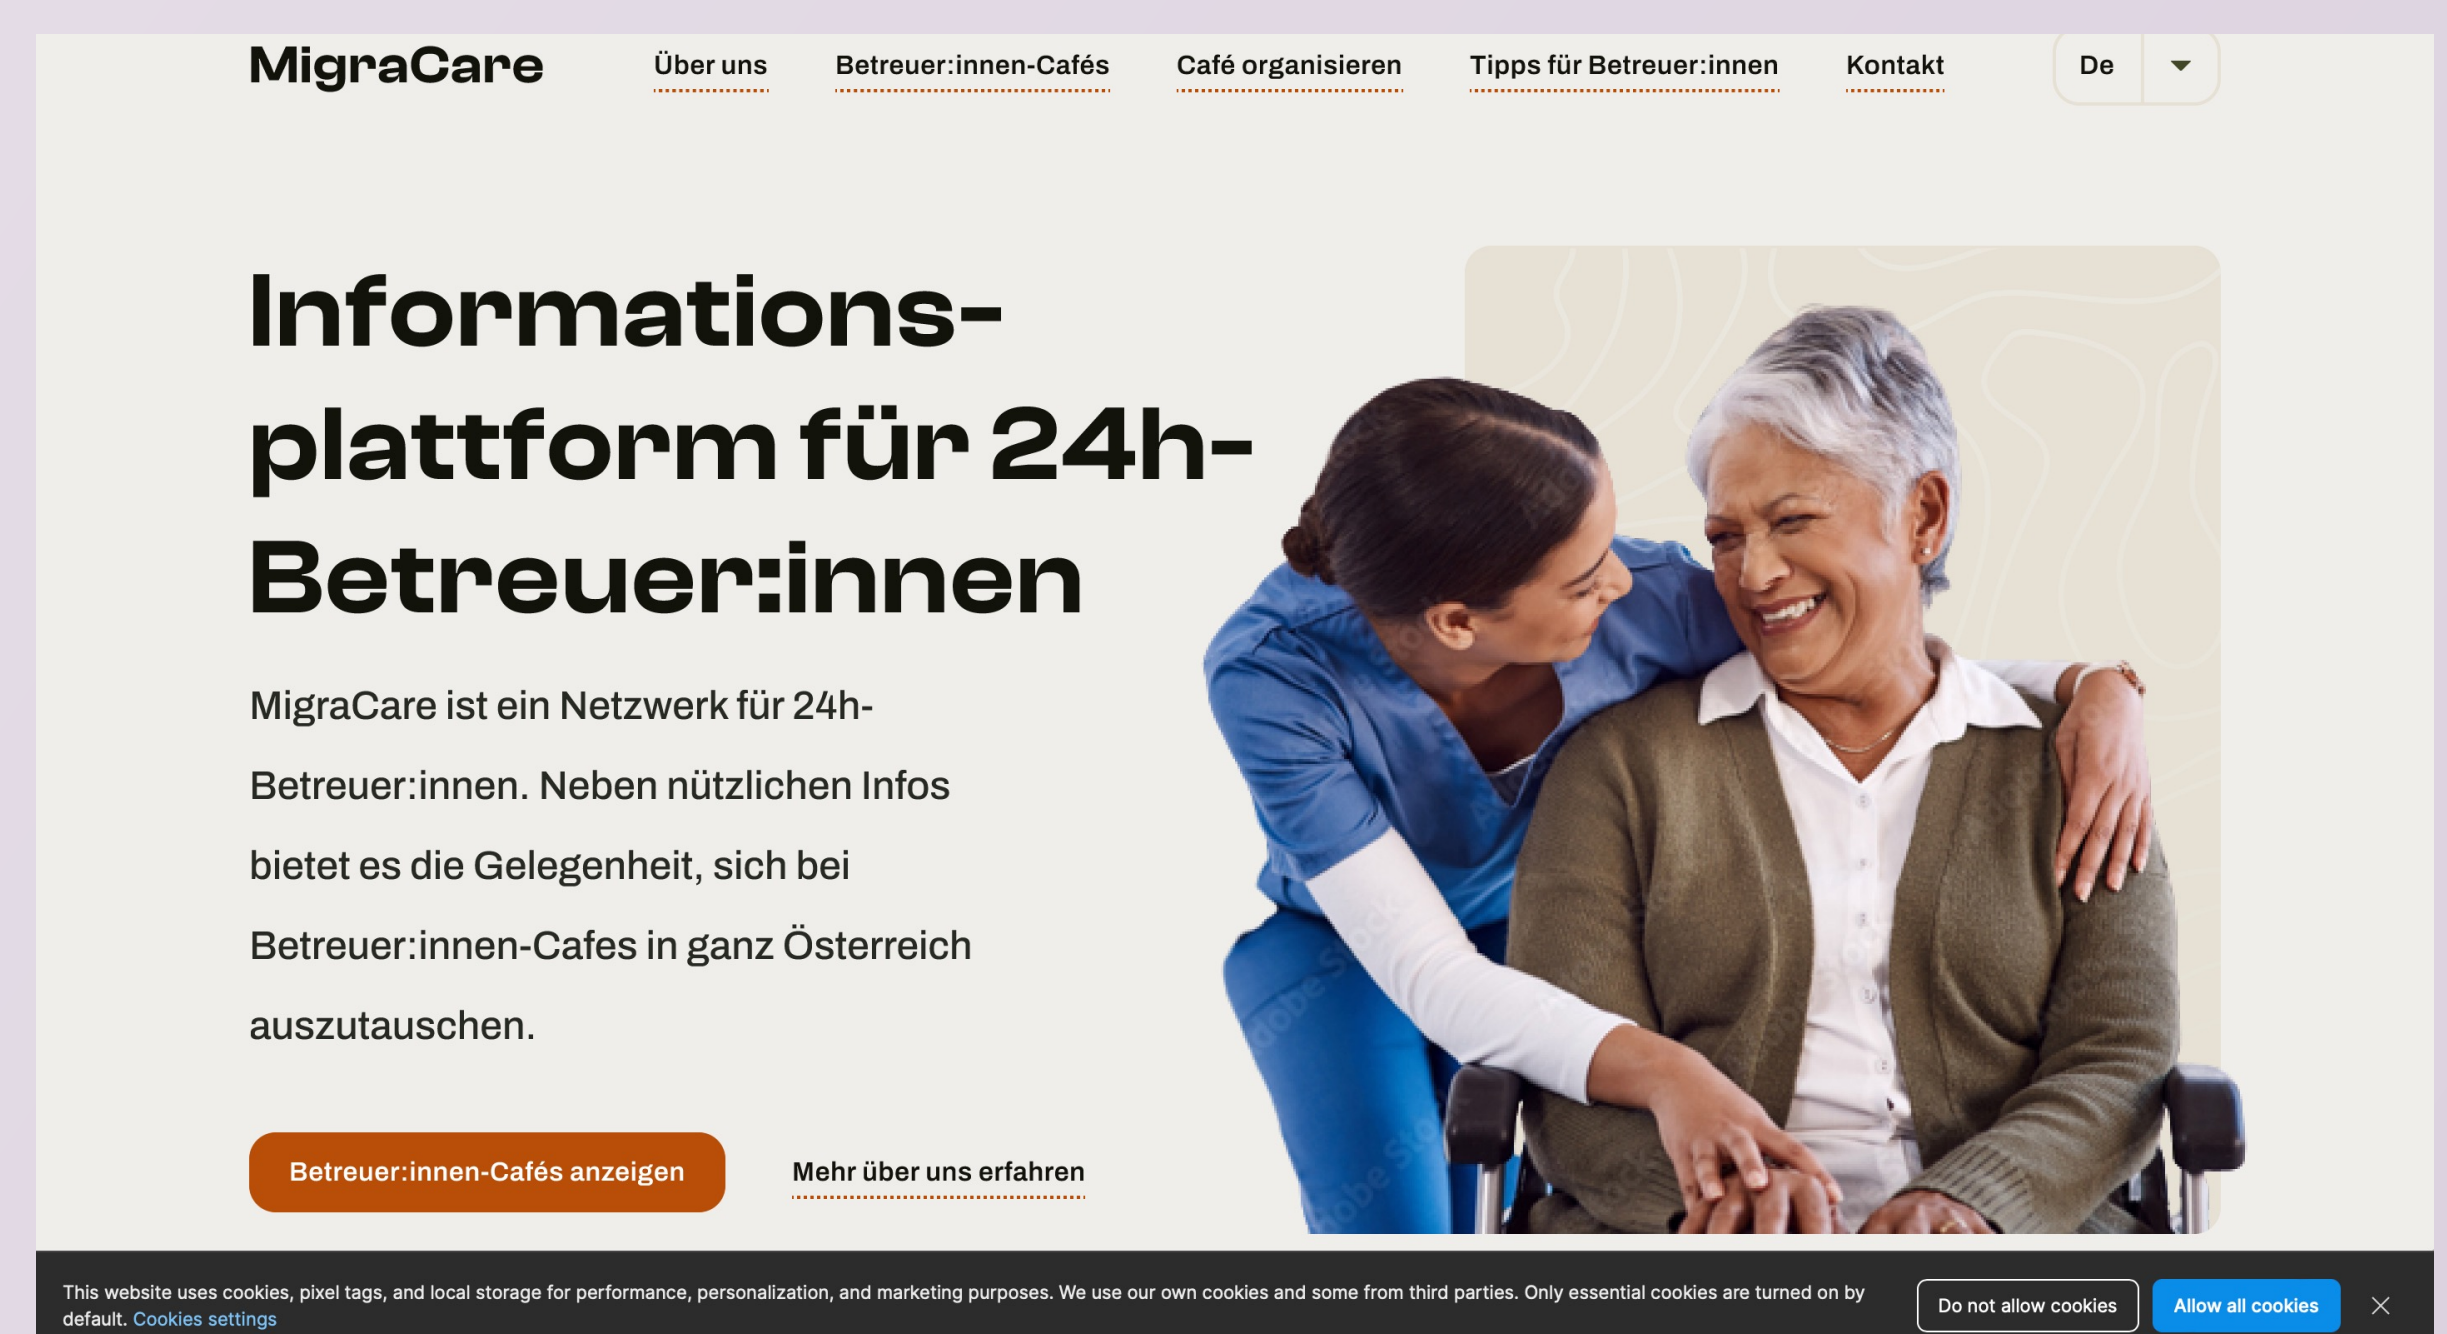 MigraCare
Über uns
Betreuer:innen-Cafés
Café organisieren
Tipps für Betreuer:innen
Kontakt
De
Informations-
plattform für 24h-
Betreuer:innen
MigraCare ist ein Netzwerk für 24h-
Betreuer:innen. Neben nützlichen Infos
bietet es die Gelegenheit, sich bei
Betreuer:innen-Cafes in ganz Österreich
auszutauschen.
Betreuer:innen-Cafés anzeigen
Mehr über uns erfahren
Adobe Stock
This website uses cookies, pixel tags, and local storage for performance, personalization, and marketing purposes. We use our own cookies and some from third parties. Only essential cookies are turned on by
default. Cookies settings
Do not allow cookies
Allow all cookies